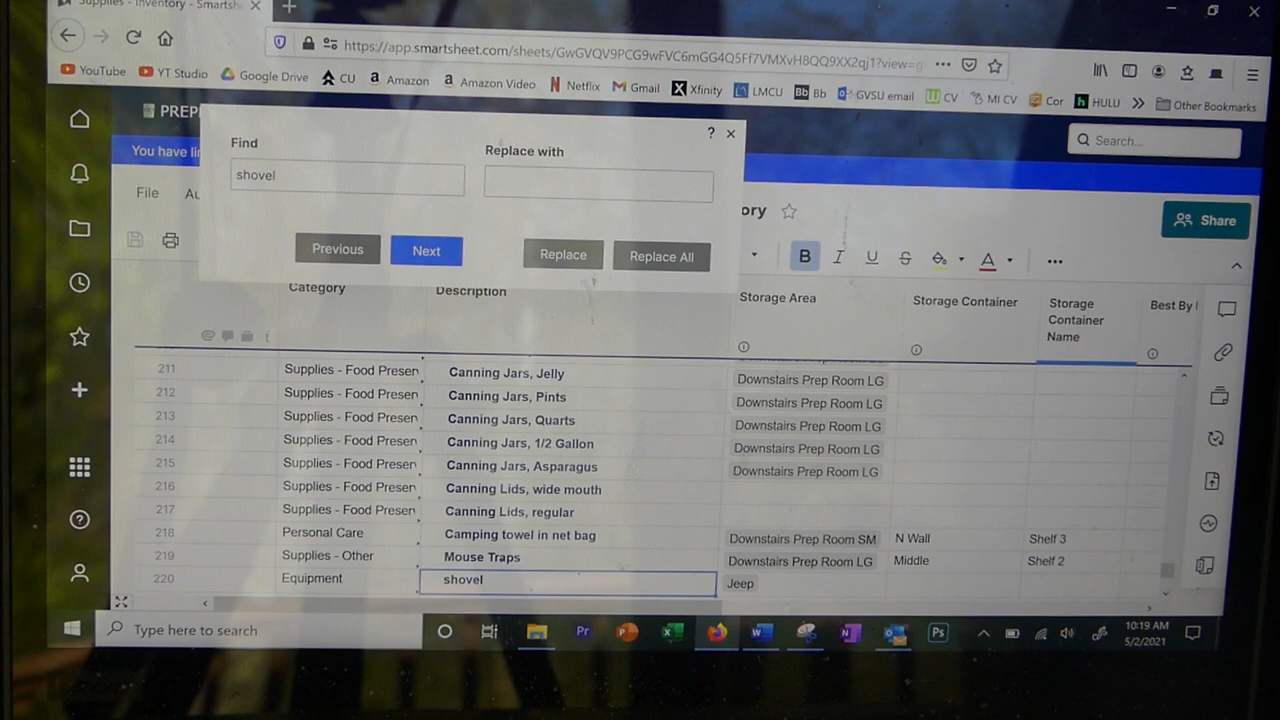 Supplies - Inventory - Smartsh
https://app.smartsheet.com/sheets/GwGVQV9PCG9wFVC6mGG4Q5Ff7VMXvH8QQ9XX2qj1?view=g
YouTube YT Studio Google Drive CU Amazon Amazon Video Netflix Gmail Xfinity LMCU Bb GVSU email CV MI CV Cor HULU Other Bookmarks
PREP
Search...
You have li
Find Replace with ? ×
shovel
File Au ory Share
Previous Next Replace Replace All B I U S A ...
Category Description Storage Area Storage Container Storage Container Name Best By
211 Supplies - Food Preser Canning Jars, Jelly Downstairs Prep Room LG
212 Supplies - Food Preser Canning Jars, Pints Downstairs Prep Room LG
213 Supplies - Food Preser Canning Jars, Quarts Downstairs Prep Room LG
214 Supplies - Food Preser Canning Jars, 1/2 Gallon Downstairs Prep Room LG
215 Supplies - Food Preser Canning Jars, Asparagus Downstairs Prep Room LG
216 Supplies - Food Preser Canning Lids, wide mouth
217 Supplies - Food Preser Canning Lids, regular
218 Personal Care Camping towel in net bag Downstairs Prep Room SM N Wall Shelf 3
219 Supplies - Other Mouse Traps Downstairs Prep Room LG Middle Shelf 2
220 Equipment shovel Jeep
Type here to search Pr P X W N Ps 10:19 AM
5/2/2021